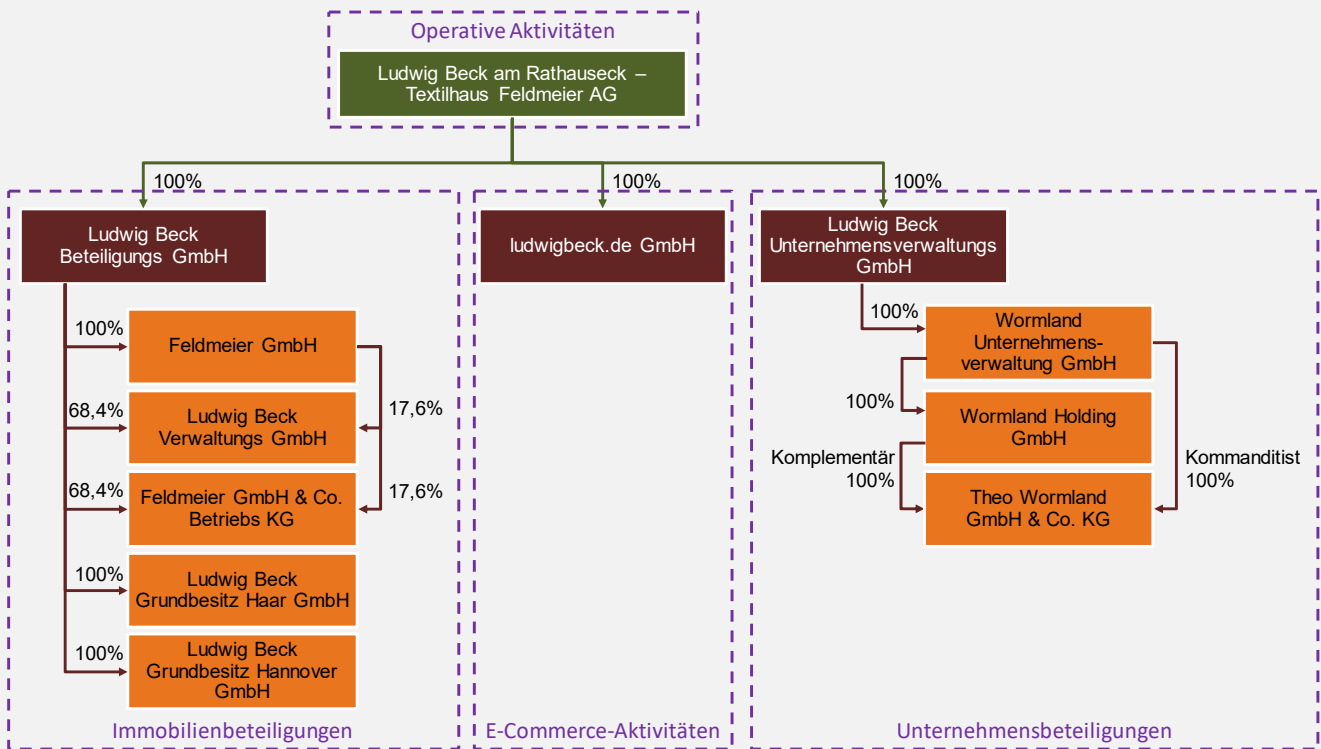 Operative Aktivitäten
Ludwig Beck am Rathauseck –
Textilhaus Feldmeier AG
100%
100%
100%
Ludwig Beck
Beteiligungs GmbH
ludwigbeck.de GmbH
Ludwig Beck
Unternehmensverwaltungs
GmbH
100%
Feldmeier GmbH
68,4%
Ludwig Beck
Verwaltungs GmbH
17,6%
68,4%
Feldmeier GmbH & Co.
Betriebs KG
17,6%
100%
Ludwig Beck
Grundbesitz Haar GmbH
100%
Ludwig Beck
Grundbesitz Hannover
GmbH
100%
Wormland
Unternehmens-
verwaltung GmbH
100%
Wormland Holding
GmbH
Komplementär
100%
Kommanditist
100%
Theo Wormland
GmbH & Co. KG
Immobilienbeteiligungen
E-Commerce-Aktivitäten
Unternehmensbeteiligungen